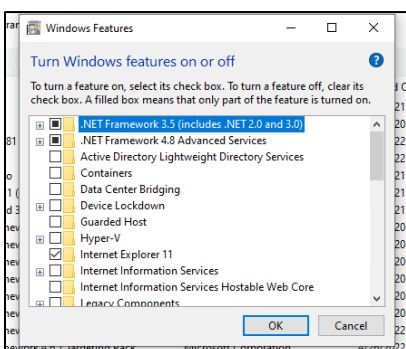 Windows Features
Turn Windows features on or off
To turn a feature on, select its check box. To turn a feature off, clear its
check box. A filled box means that only part of the feature is turned on.
.NET Framework 3.5 (includes .NET 2.0 and 3.0)
.NET Framework 4.8 Advanced Services
Active Directory Lightweight Directory Services
Containers
Data Center Bridging
Device Lockdown
Guarded Host
Hyper-V
Internet Explorer 11
Internet Information Services
Internet Information Services Hostable Web Core
Legacy Components
OK Cancel